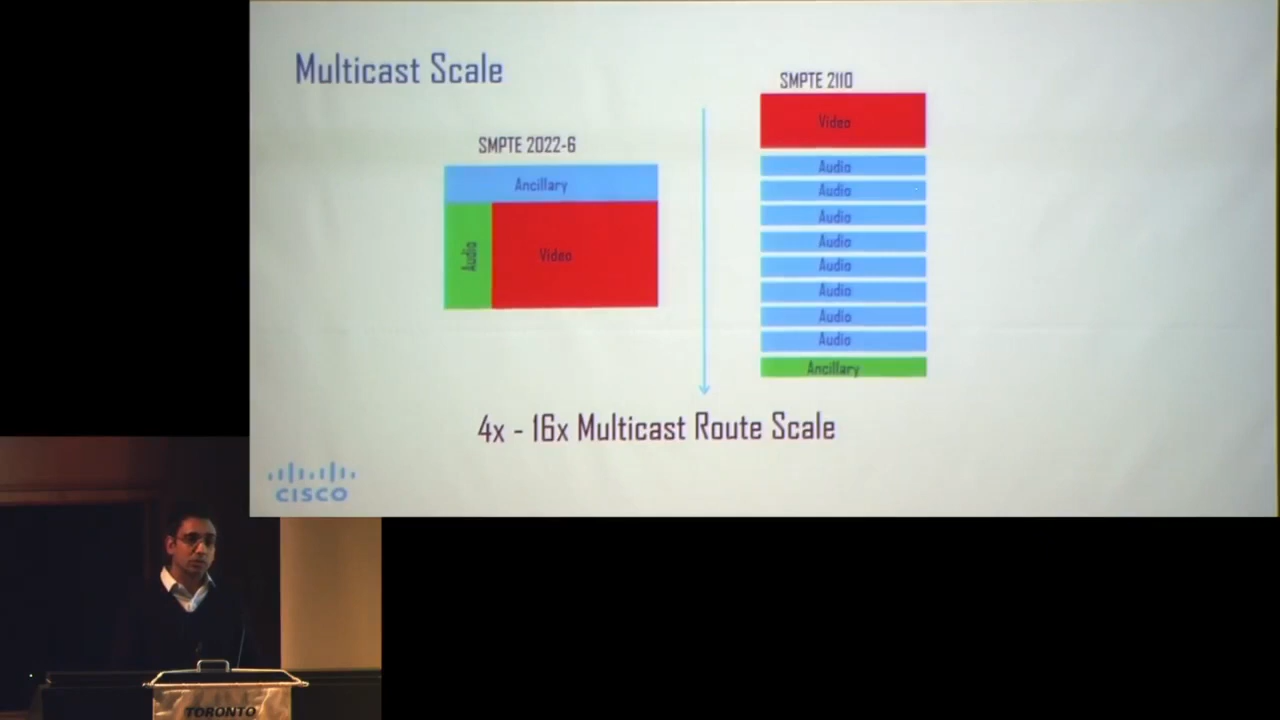 Multicast Scale
SMPTE 2022-6
Ancillary
Audio
Video
SMPTE 2110
Video
Audio
Audio
Audio
Audio
Audio
Audio
Audio
Audio
Ancillary
4x - 16x Multicast Route Scale
CISCO
TORONTO